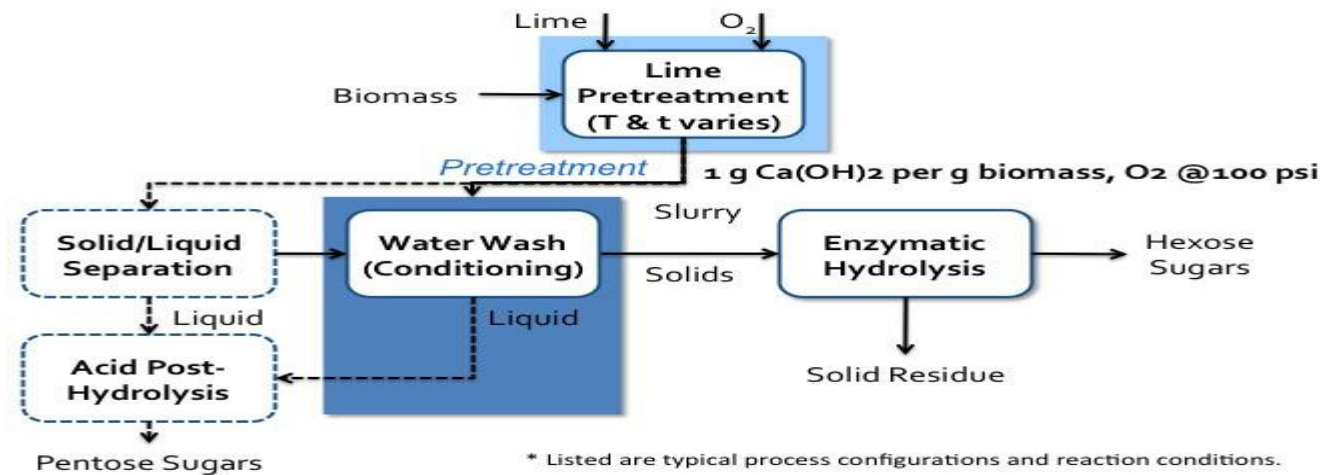 Lime
O₂
Lime
Pretreatment
(T & t varies)
Biomass
Pretreatment
1 g Ca(OH)2 per g biomass, O2 @100 psi
Solid/Liquid
Separation
Water Wash
(Conditioning)
Slurry
Solids
Enzymatic
Hydrolysis
Hexose
Sugars
Liquid
Liquid
Acid Post-
Hydrolysis
Solid Residue
Pentose Sugars
* Listed are typical process configurations and reaction conditions.